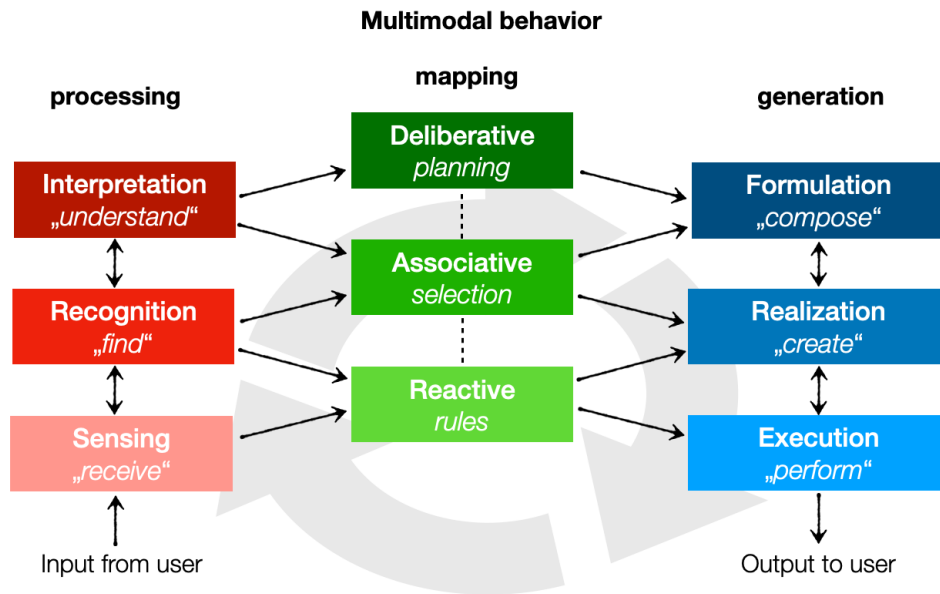 Multimodal behavior
processing
mapping
generation
Interpretation
„understand“
Recognition
„find“
Sensing
„receive“
Input from user
Deliberative
planning
Associative
selection
Reactive
rules
Formulation
„compose“
Realization
„create“
Execution
„perform“
Output to user